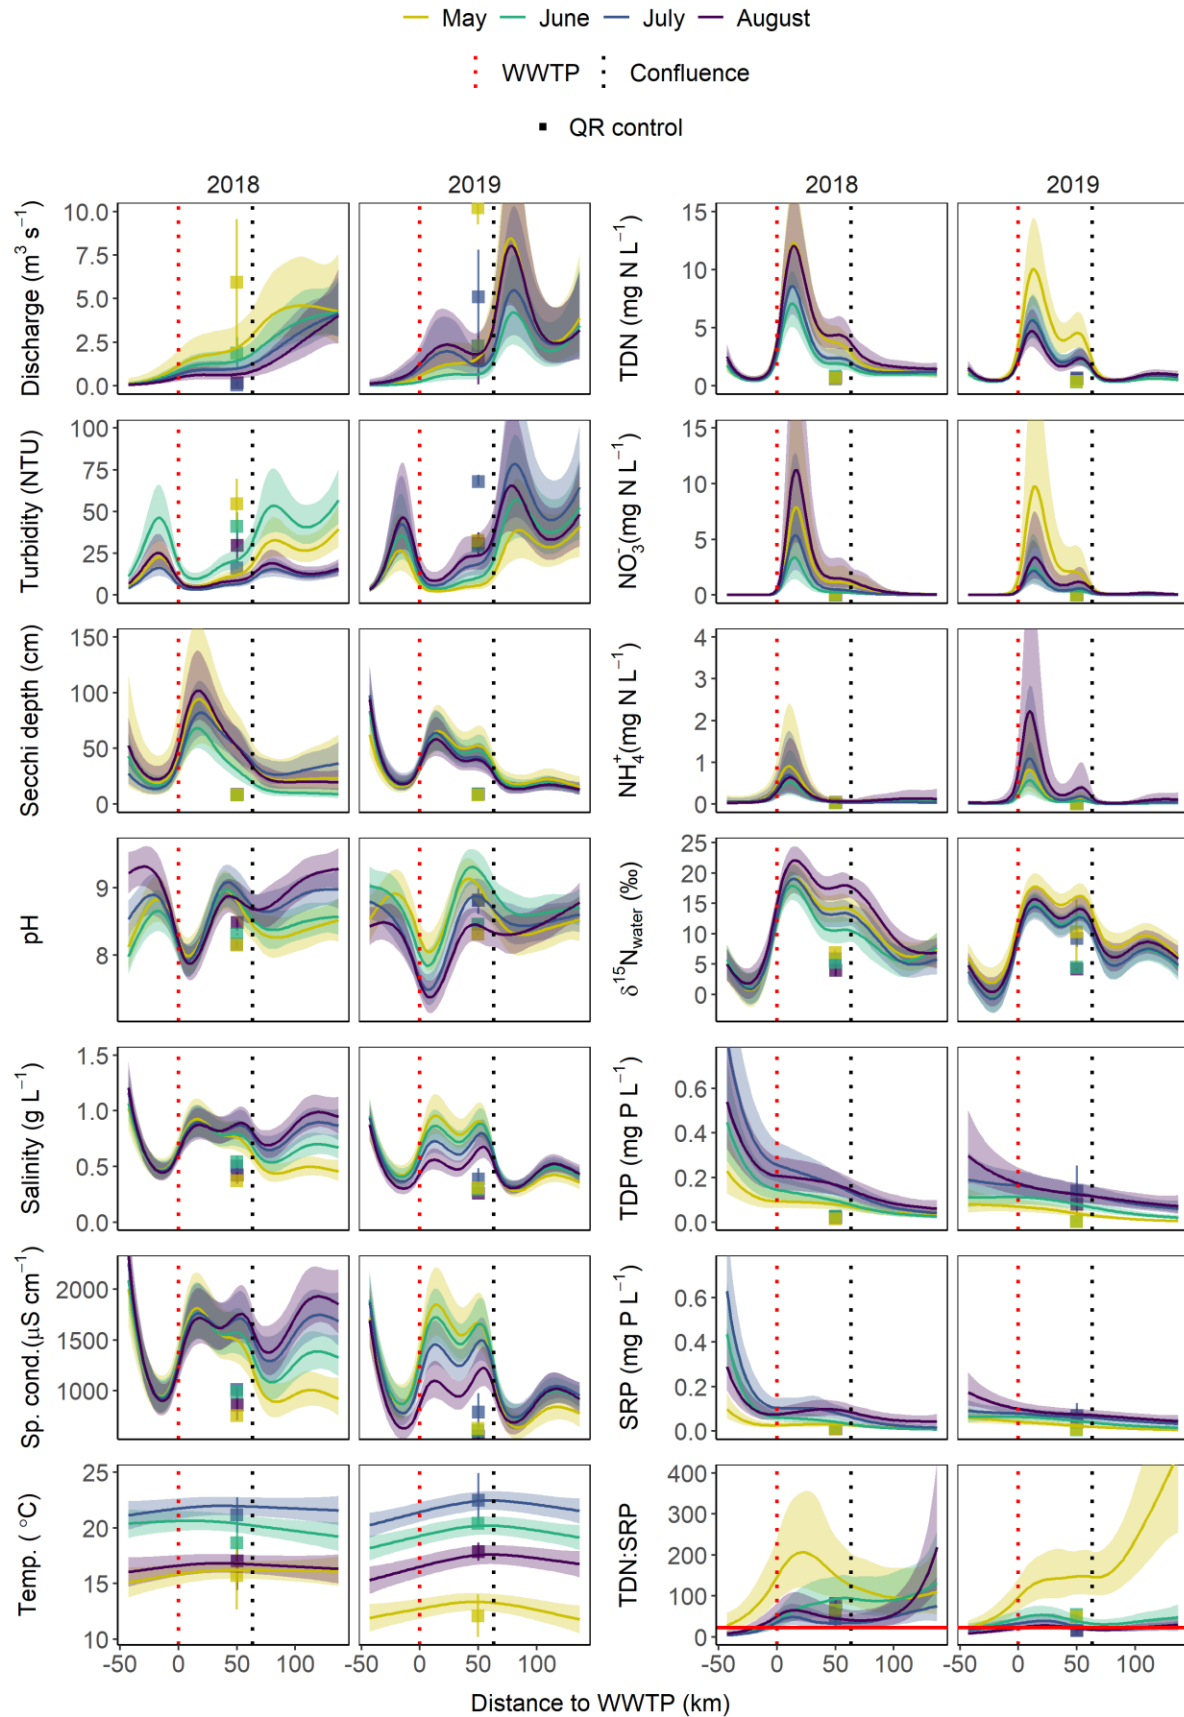 May June July August
WWTP Confluence
QR control
2018 2019 2018 2019
Discharge (m³ s⁻¹)
10.0
7.5
5.0
2.5
0.0
TDN (mg N L⁻¹)
15
10
5
0
Turbidity (NTU)
100
75
50
25
0
NO₃⁻(mg N L⁻¹)
15
10
5
0
Secchi depth (cm)
150
100
50
0
NH₄⁺(mg N L⁻¹)
4
3
2
1
0
pH
9
8
δ¹⁵N water (‰)
25
20
15
10
5
0
Salinity (g L⁻¹)
1.5
1.0
0.5
0.0
TDP (mg P L⁻¹)
0.6
0.4
0.2
0.0
Sp. cond.(μS cm⁻¹)
2000
1500
1000
SRP (mg P L⁻¹)
0.6
0.4
0.2
0.0
Temp. ( °C)
25
20
15
10
TDN:SRP
400
300
200
100
0
-50 0 50 100 -50 0 50 100 -50 0 50 100 -50 0 50 100
Distance to WWTP (km)